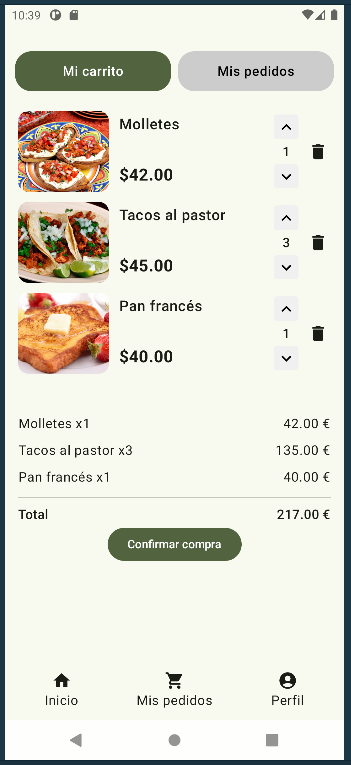 10:39
Mi carrito
Mis pedidos
Molletes
1
$42.00
Tacos al pastor
3
$45.00
Pan francés
1
$40.00
Molletes x1 42.00 €
Tacos al pastor x3 135.00 €
Pan francés x1 40.00 €
Total 217.00 €
Confirmar compra
Inicio
Mis pedidos
Perfil